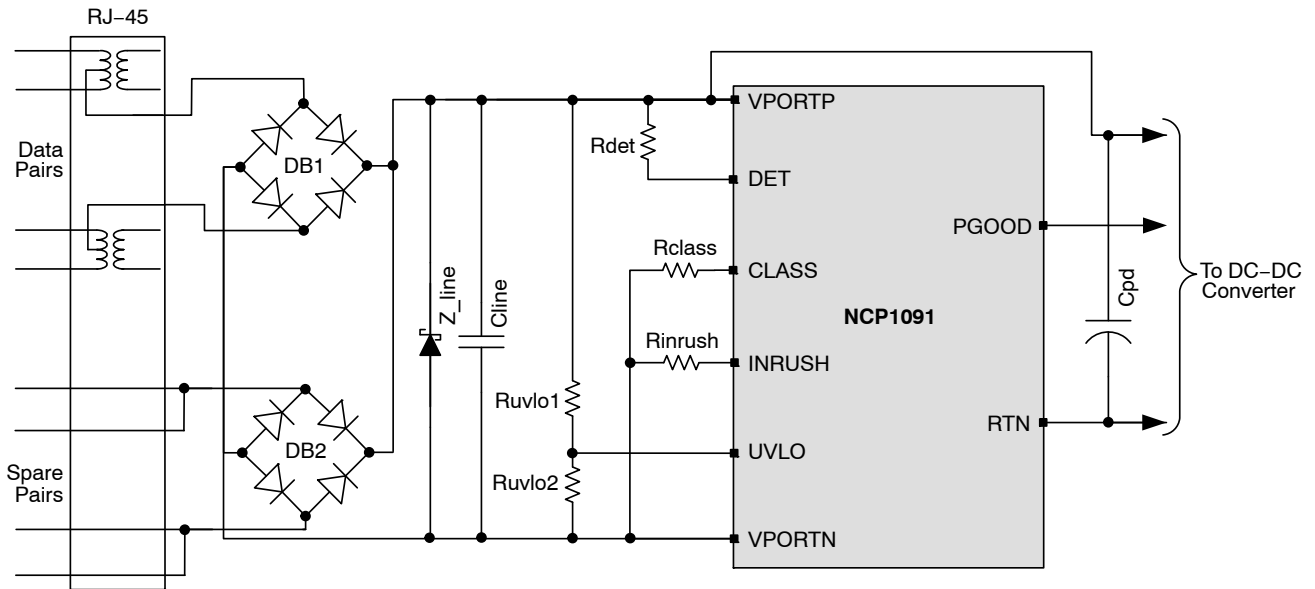 RJ−45
Data
Pairs
DB1
Spare
Pairs
DB2
Z_line
Cline
Ruvlo1
Ruvlo2
Rdet
Rclass
Rinrush
VPORTP
DET
CLASS
INRUSH
UVLO
VPORTN
NCP1091
PGOOD
RTN
Cpd
To DC−DC
Converter